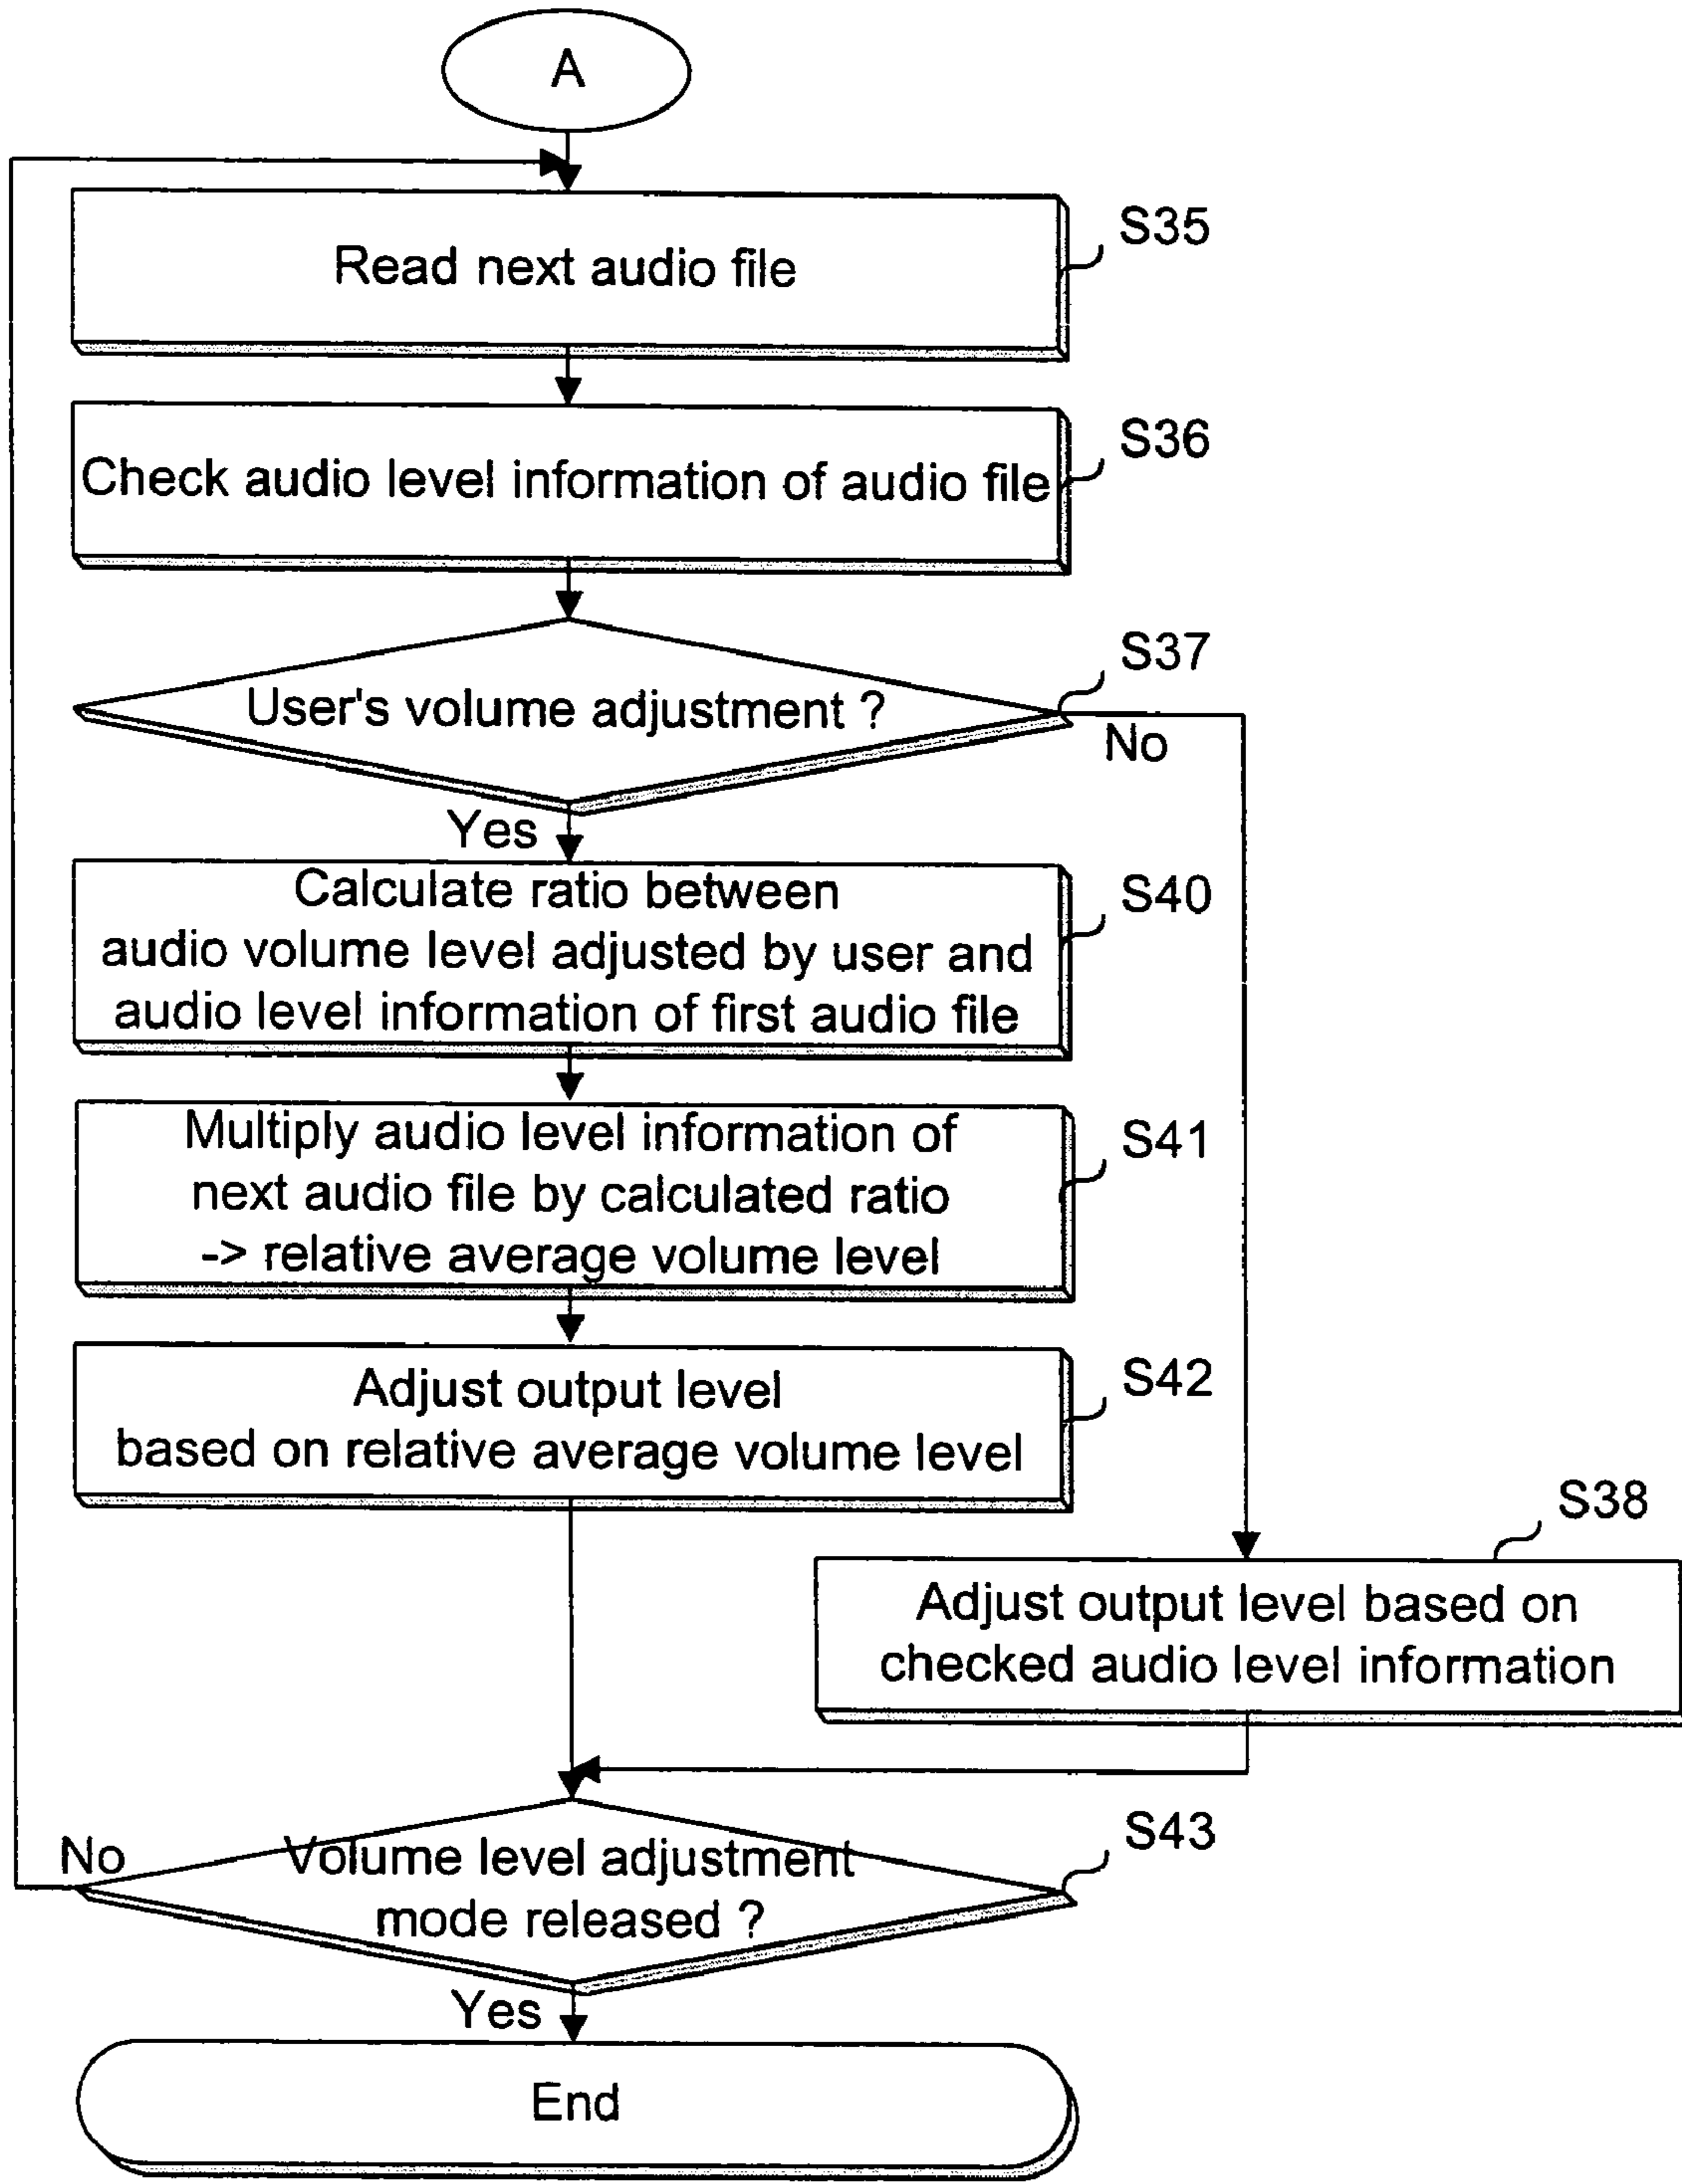 A
Read next audio file
S35
Check audio level information of audio file
S36
User's volume adjustment ?
S37
No
Yes
Calculate ratio between
audio volume level adjusted by user and
audio level information of first audio file
S40
Multiply audio level information of
next audio file by calculated ratio
-> relative average volume level
S41
Adjust output level
based on relative average volume level
S42
S38
Adjust output level based on
checked audio level information
No
Volume level adjustment
mode released ?
S43
Yes
End